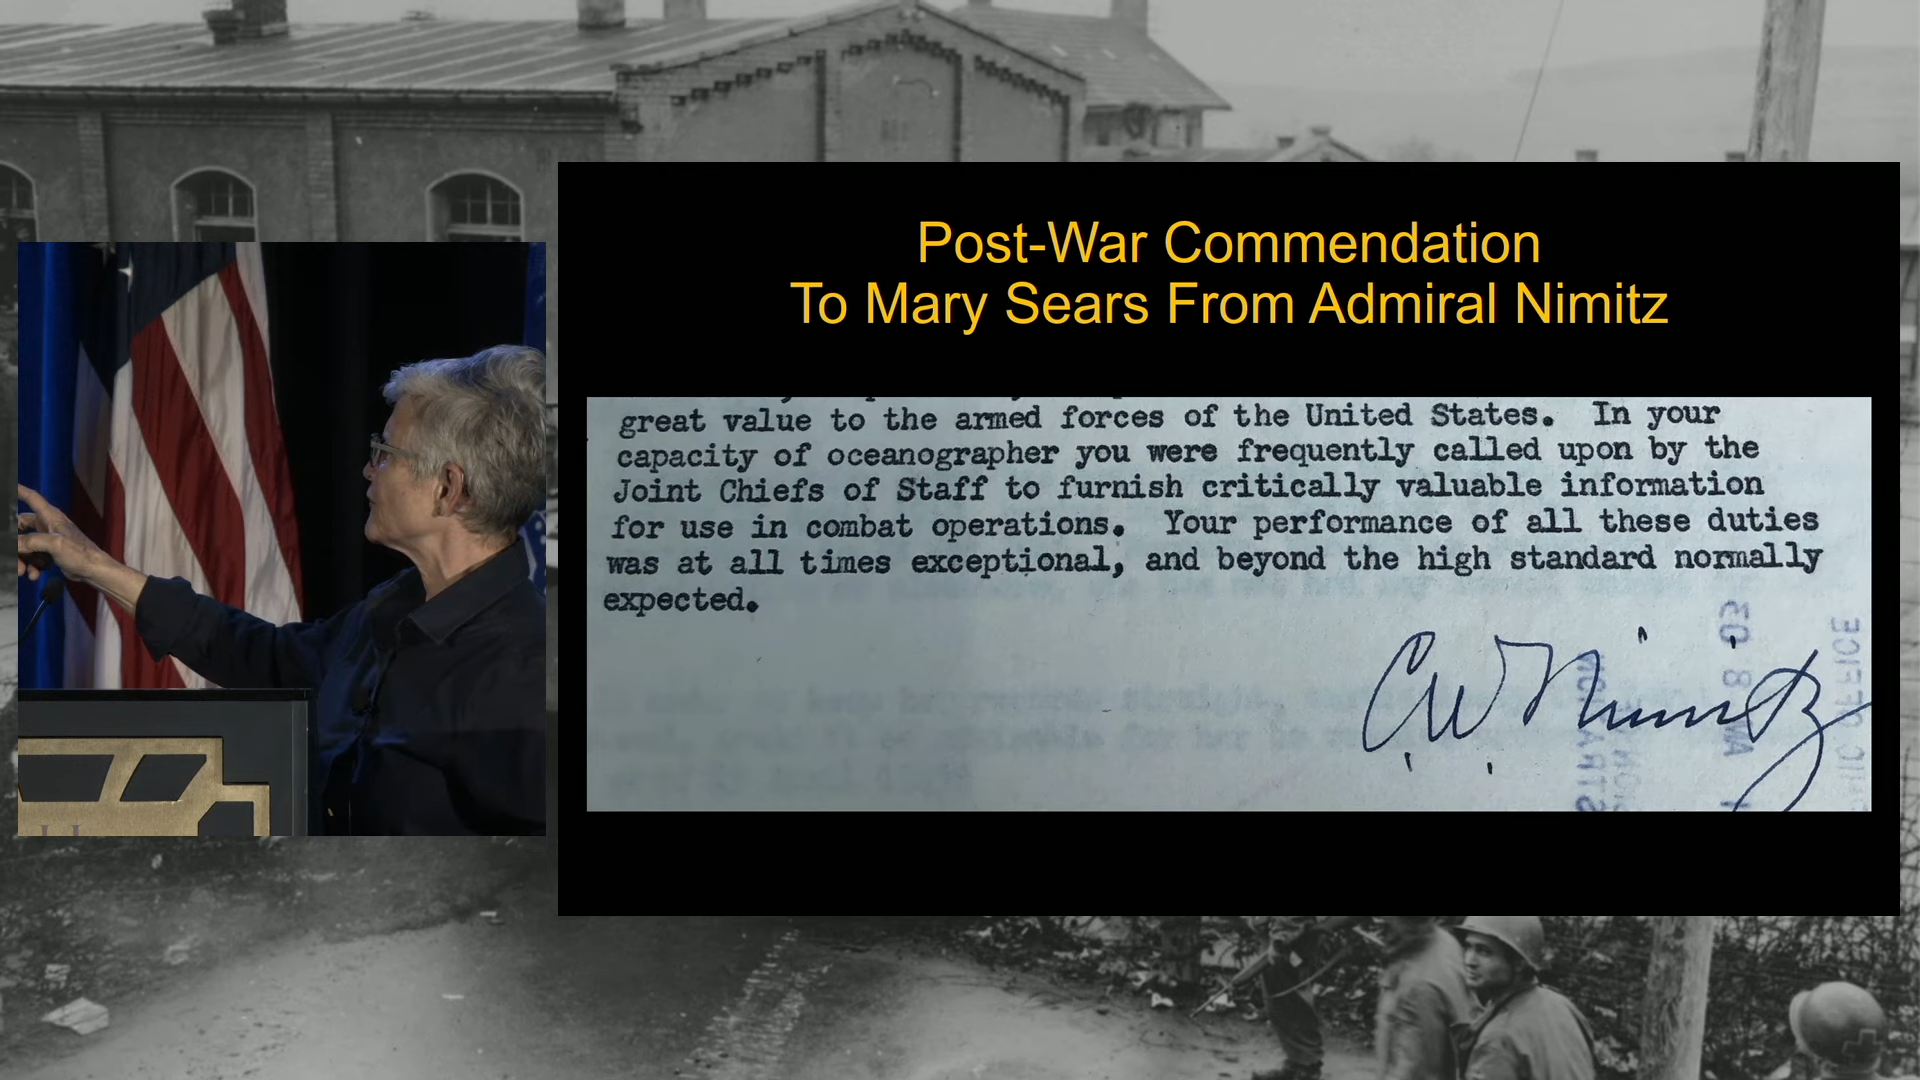 Post-War Commendation
To Mary Sears From Admiral Nimitz
great value to the armed forces of the United States. In your
capacity of oceanographer you were frequently called upon by the
Joint Chiefs of Staff to furnish critically valuable information
for use in combat operations. Your performance of all these duties
was at all times exceptional, and beyond the high standard normally
expected.
C.W. Nimitz